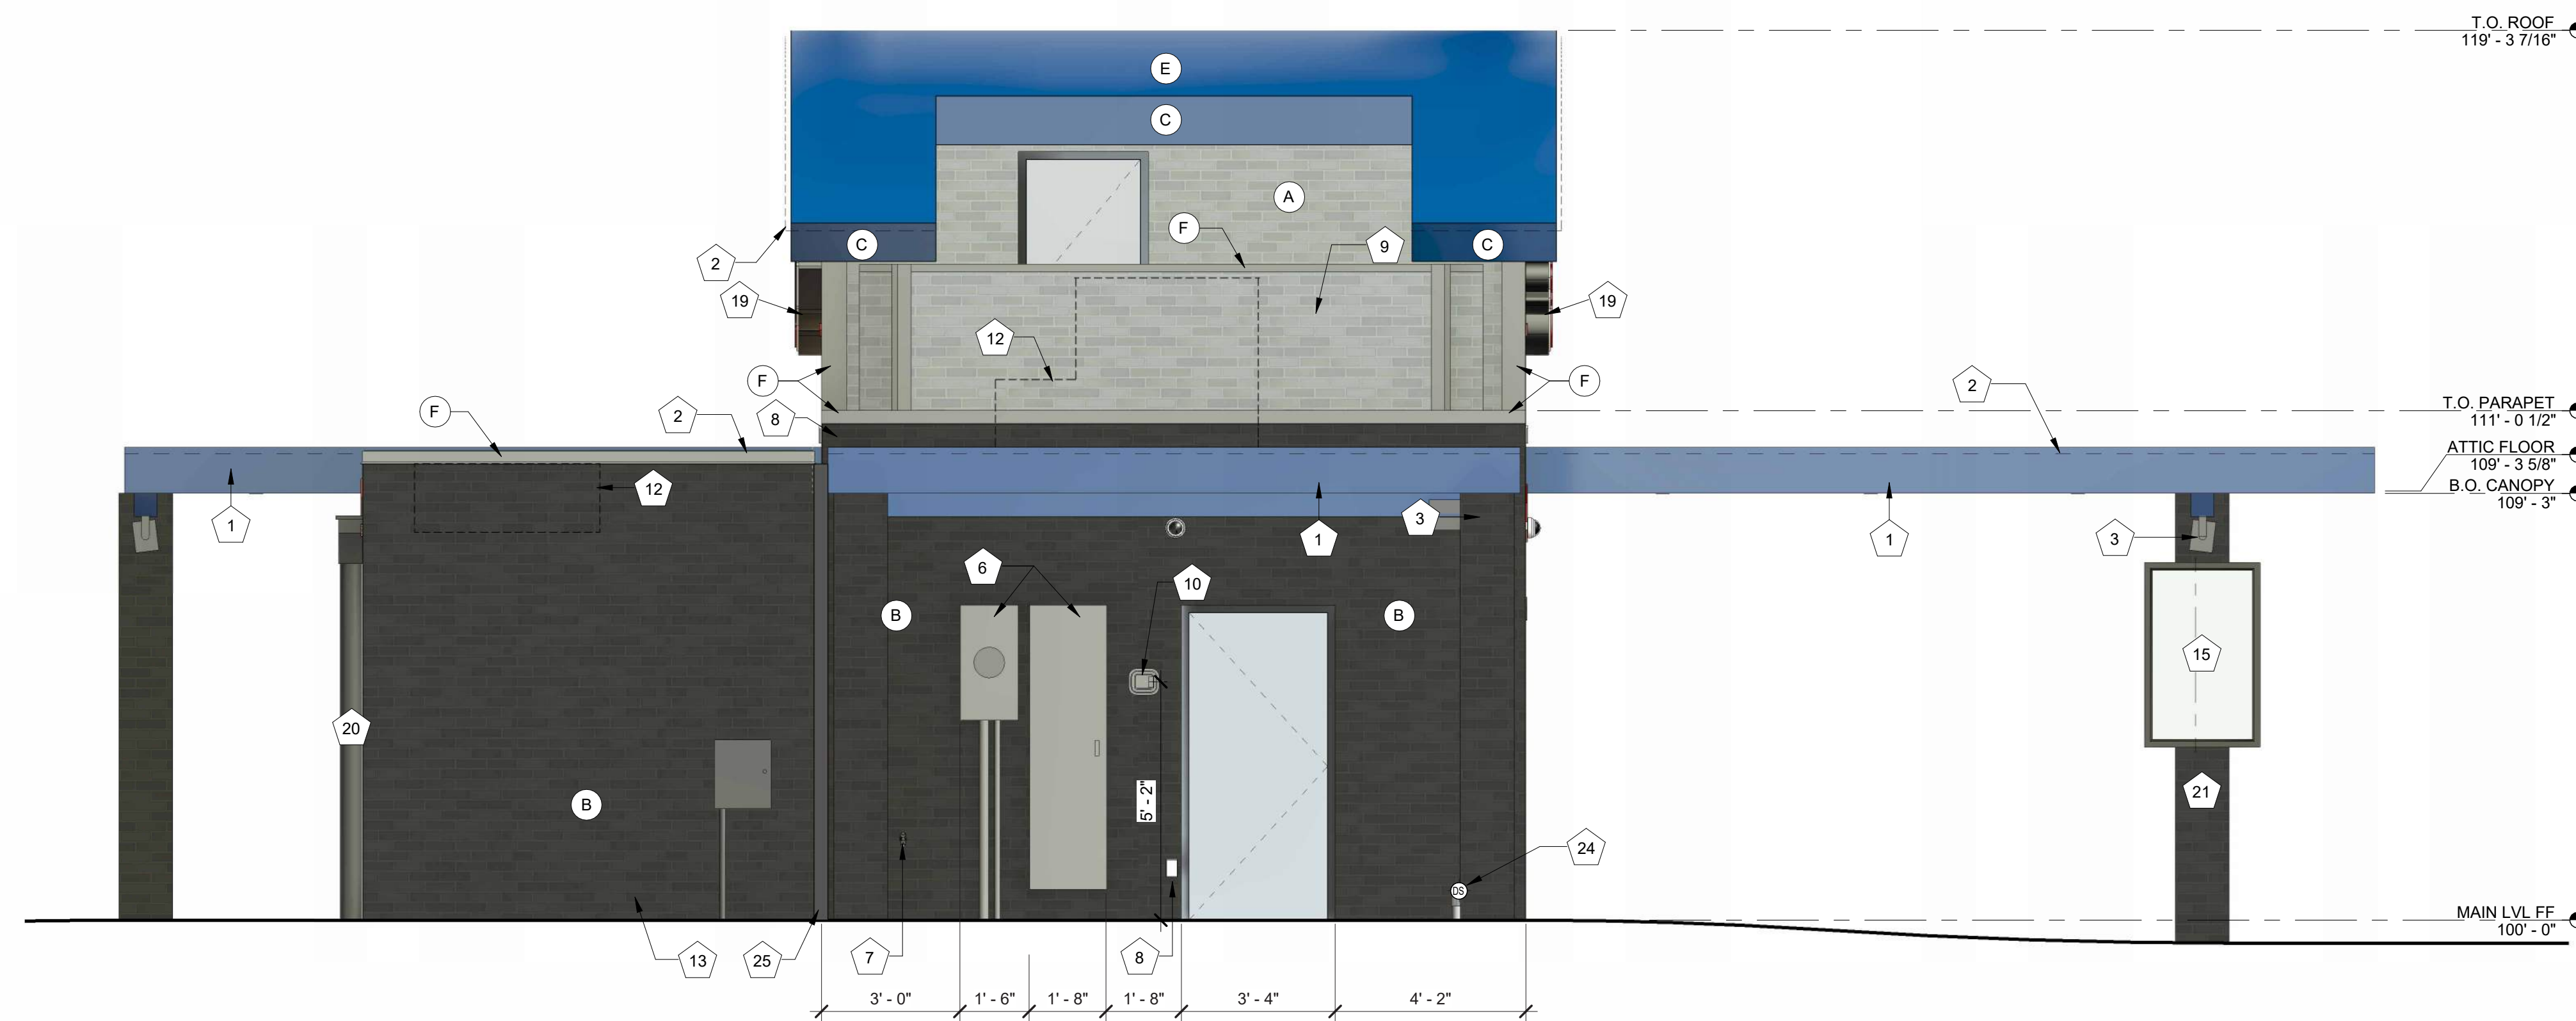 T.O. ROOF
119' - 3 7/16"
E
C
A
F
9
C
C
2
19
19
12
F
F
2
F
2
8
T.O. PARAPET
111' - 0 1/2"
ATTIC FLOOR
109' - 3 5/8"
B.O. CANOPY
109' - 3"
12
1
3
1
1
3
6
10
B
B
15
20
5' - 2"
21
B
24
DS
MAIN LVL FF
100' - 0"
13
25
7
8
3' - 0"
1' - 6"
1' - 8"
1' - 8"
3' - 4"
4' - 2"